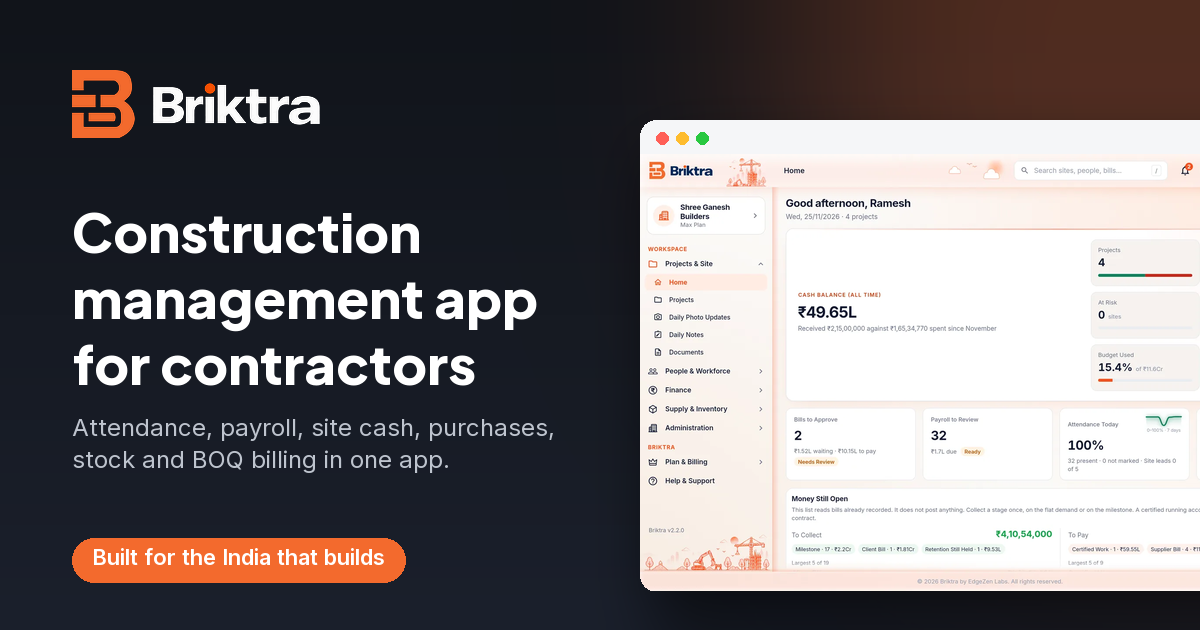 Briktra
Construction
management app
for contractors
Attendance, payroll, site cash, purchases,
stock and BOQ billing in one app.
Built for the India that builds
Briktra
Home
Search sites, people, bills...
/
Shree Ganesh
Builders
Max Plan
WORKSPACE
Projects & Site
Home
Projects
Daily Photo Updates
Daily Notes
Documents
People & Workforce
Finance
Supply & Inventory
Administration
BRIKTRA
Plan & Billing
Help & Support
Briktra v2.2.0
Good afternoon, Ramesh
Wed, 25/11/2026 · 4 projects
CASH BALANCE (ALL TIME)
₹49.65L
Received ₹2,15,00,000 against ₹1,65,34,770 spent since November
Projects
4
At Risk
0 sites
Budget Used
15.4% of ₹11.6Cr
Bills to Approve
2
₹1.52L waiting · ₹10.15L to pay
Needs Review
Payroll to Review
32
₹1.7L due Ready
Attendance Today
0–100% · 7 days
100%
32 present · 0 not marked · Site leads 0
of 5
Money Still Open
This list reads bills already recorded. It does not post anything. Collect a stage once, on the flat demand or on the milestone. A certified running acco
contract.
To Collect
₹4,10,54,000
Milestone · 17 · ₹2.2Cr
Client Bill · 1 · ₹1.81Cr
Retention Still Held · 1 · ₹9.53L
Largest 5 of 19
To Pay
Certified Work · 1 · ₹59.55L
Supplier Bill · 4 · ₹11
Largest 5 of 9
© 2026 Briktra by EdgeZen Labs. All rights reserved.